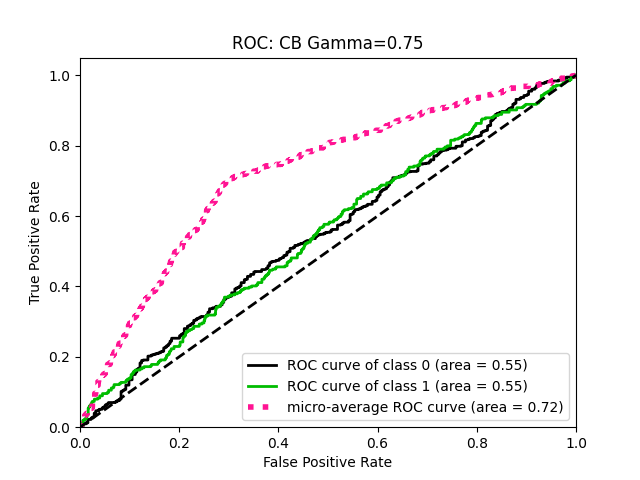 ROC: CB Gamma=0.75
True Positive Rate
1.0
0.8
0.6
0.4
0.2
0.0
ROC curve of class 0 (area = 0.55)
ROC curve of class 1 (area = 0.55)
micro-average ROC curve (area = 0.72)
0.0 0.2 0.4 0.6 0.8 1.0
False Positive Rate